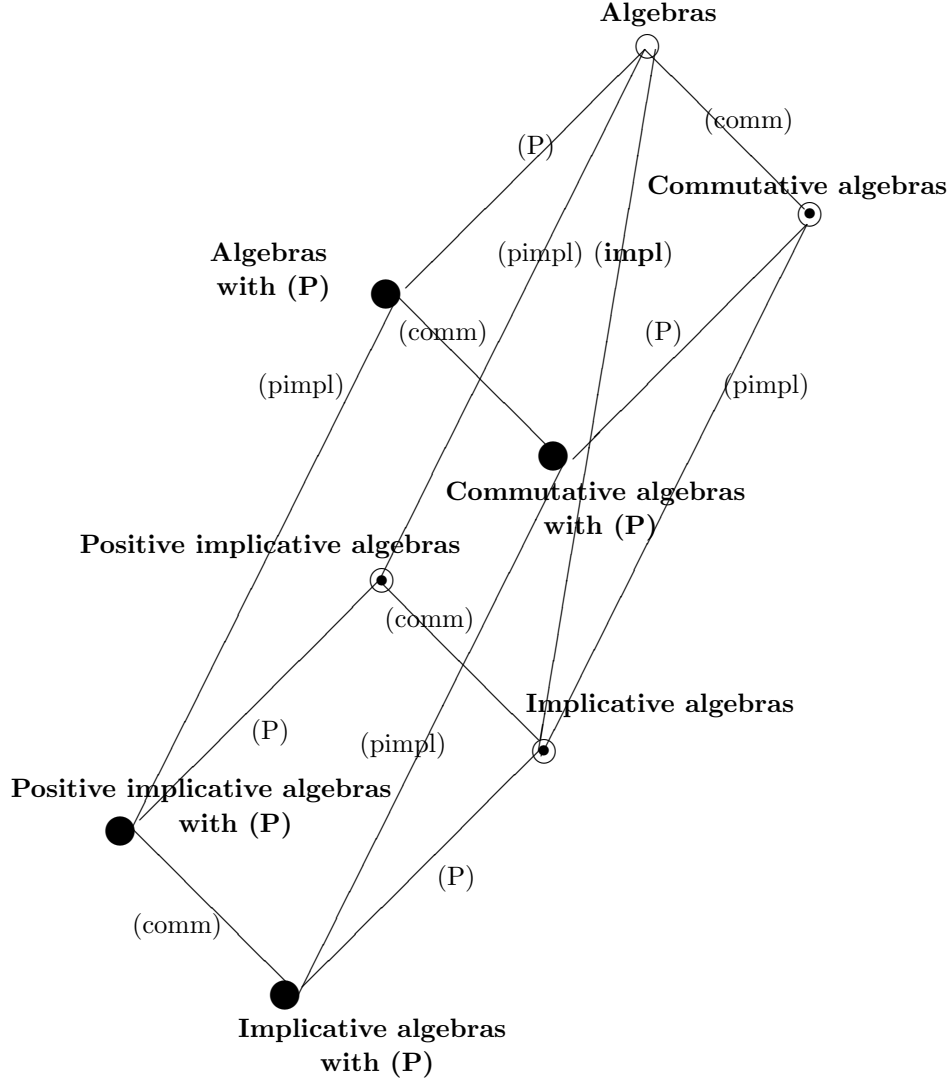 Algebras
(comm)
(P)
Commutative algebras
Algebras
with (P)
(pimpl) (impl)
(comm)
(P)
(pimpl)
(pimpl)
Commutative algebras
with (P)
Positive implicative algebras
(comm)
Implicative algebras
(P)
(pimpl)
Positive implicative algebras
with (P)
(P)
(comm)
Implicative algebras
with (P)